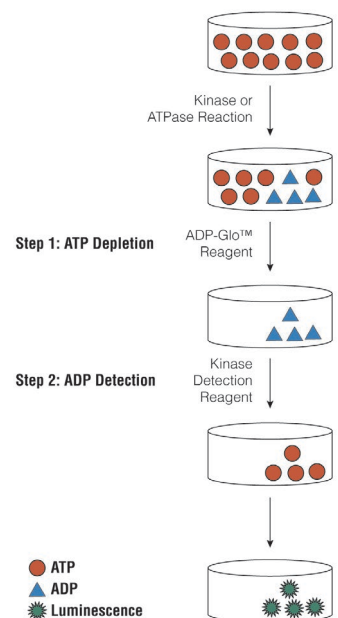 Kinase or
ATPase Reaction
Step 1: ATP Depletion
ADP-Glo™
Reagent
Step 2: ADP Detection
Kinase
Detection
Reagent
ATP
ADP
Luminescence